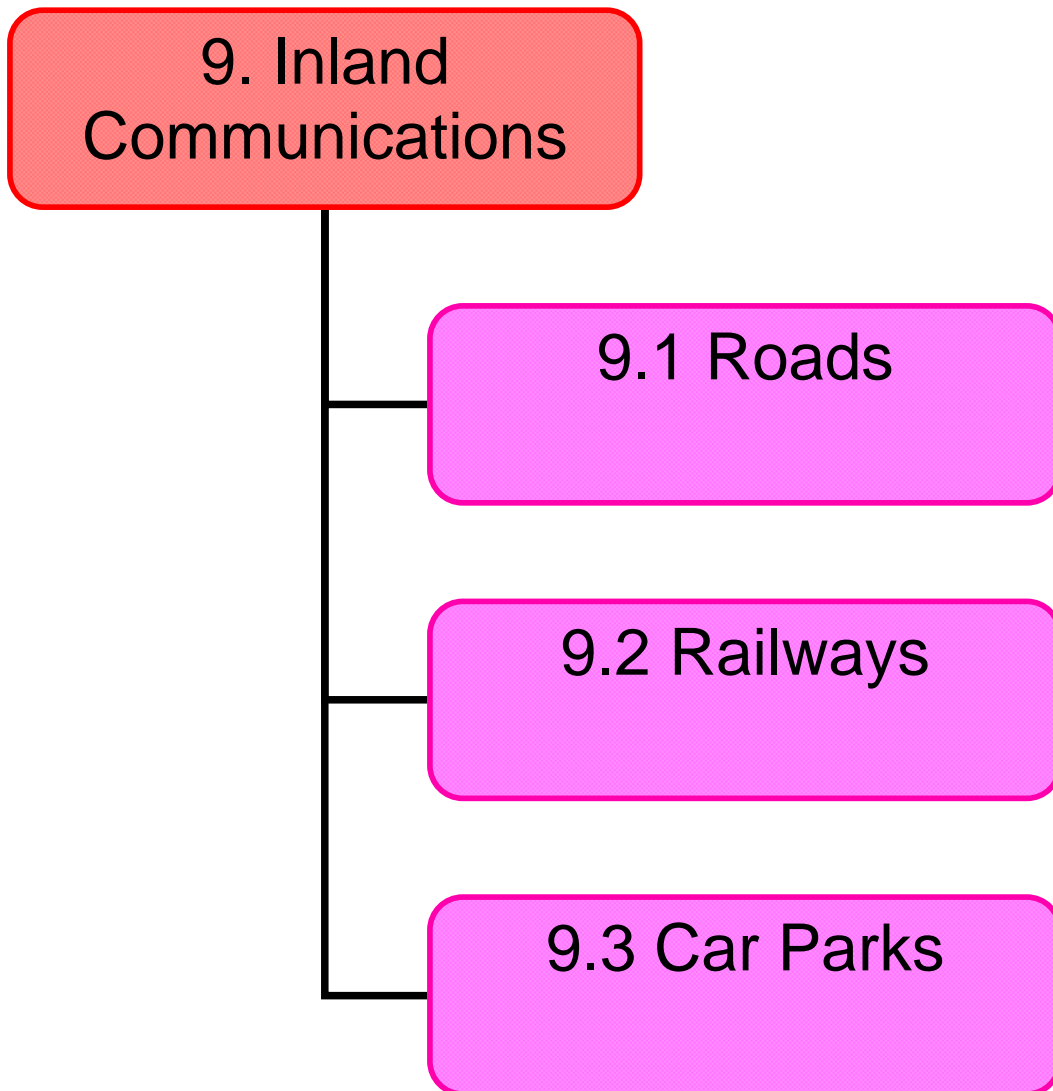 9. Inland
Communications
9.1 Roads
9.2 Railways
9.3 Car Parks